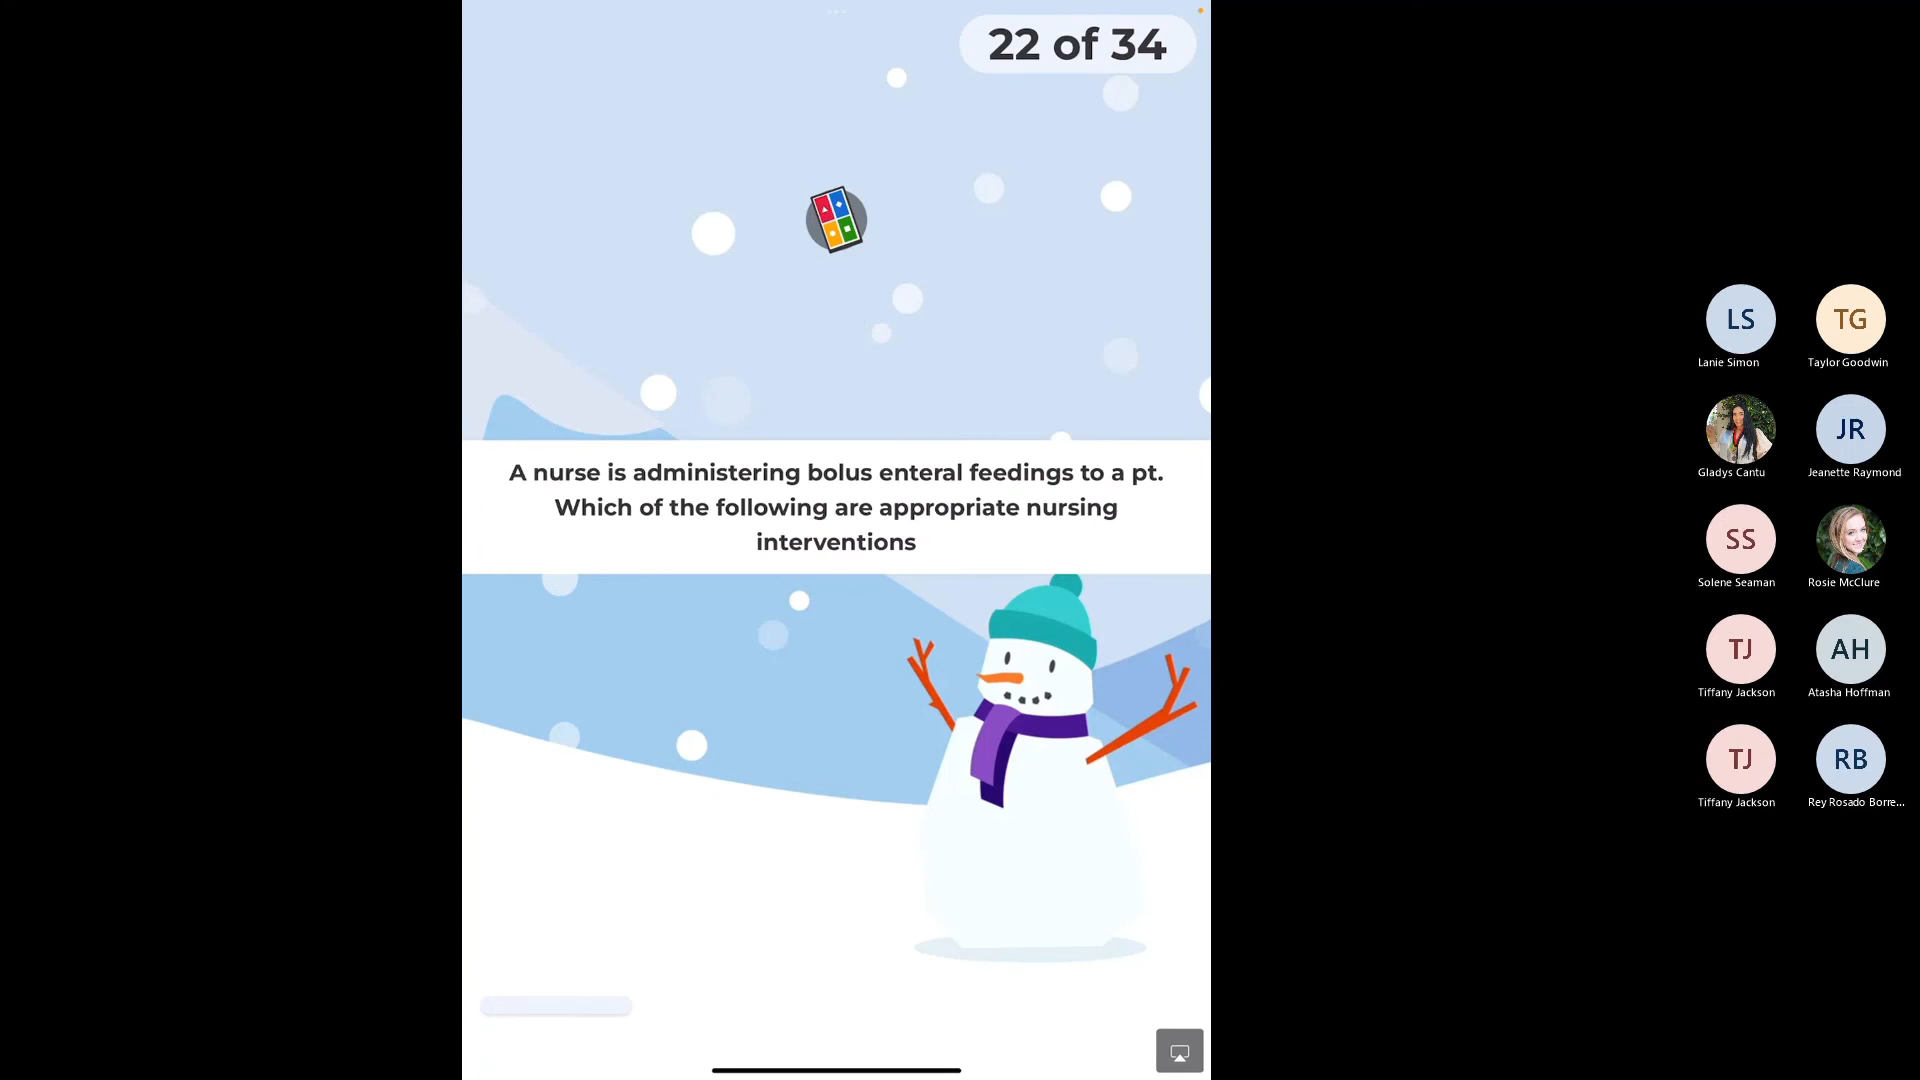 22 of 34
A nurse is administering bolus enteral feedings to a pt.
Which of the following are appropriate nursing
interventions
LS
TG
Lanie Simon
Taylor Goodwin
JR
Gladys Cantu
Jeanette Raymond
SS
Solene Seaman
Rosie McClure
TJ
AH
Tiffany Jackson
Atasha Hoffman
TJ
RB
Tiffany Jackson
Rey Rosado Borre...